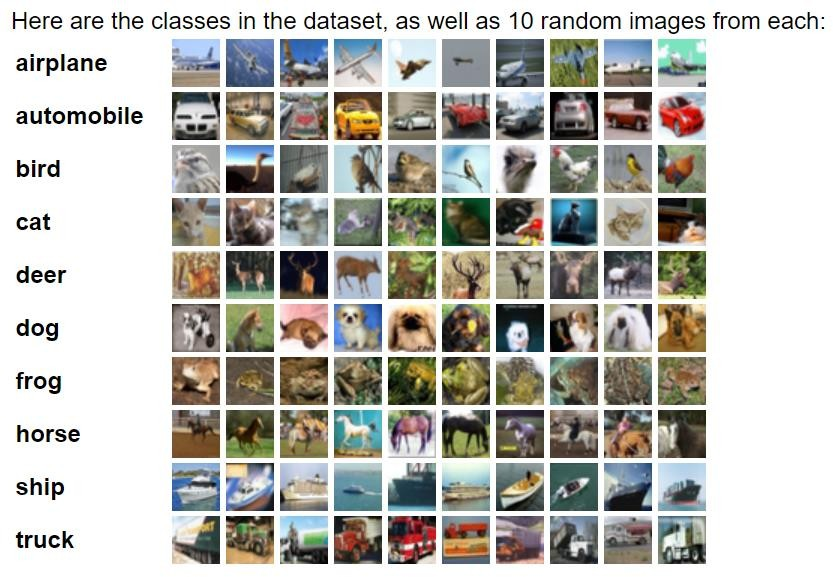 Here are the classes in the dataset, as well as 10 random images from each:
airplane
automobile
bird
cat
deer
dog
frog
horse
ship
truck